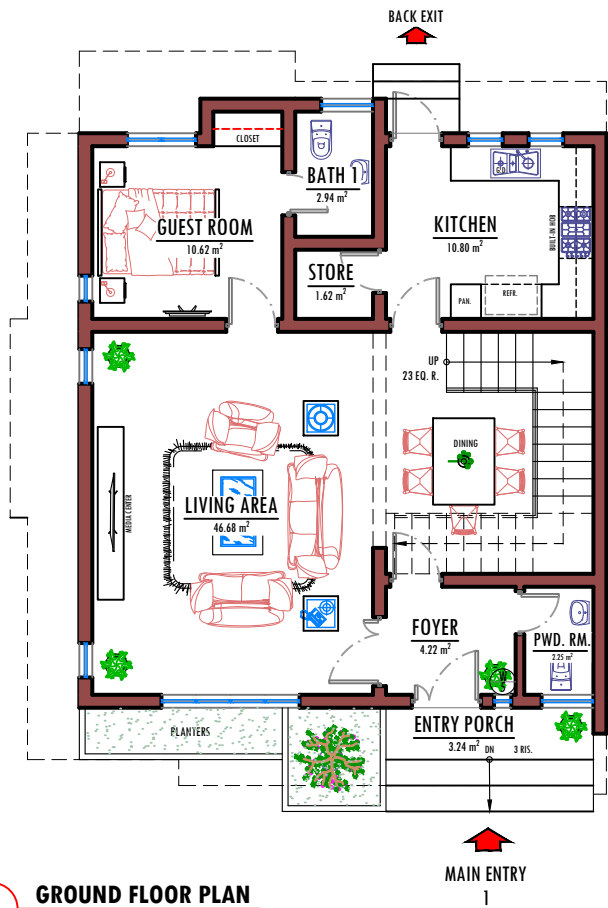 BACK EXIT
CLOSET
BATH 1
2.94 m²
GUEST ROOM
10.62 m²
KITCHEN
10.80 m²
BUILT-IN HOB
STORE
1.62 m²
PAN.
REFR.
UP
23 EQ. R.
DINING
MEDIA CENTER
LIVING AREA
46.68 m²
FOYER
4.22 m²
PWD. RM.
2.25 m²
PLANTERS
ENTRY PORCH
3.24 m²
DN
3 RIS.
MAIN ENTRY
1
GROUND FLOOR PLAN